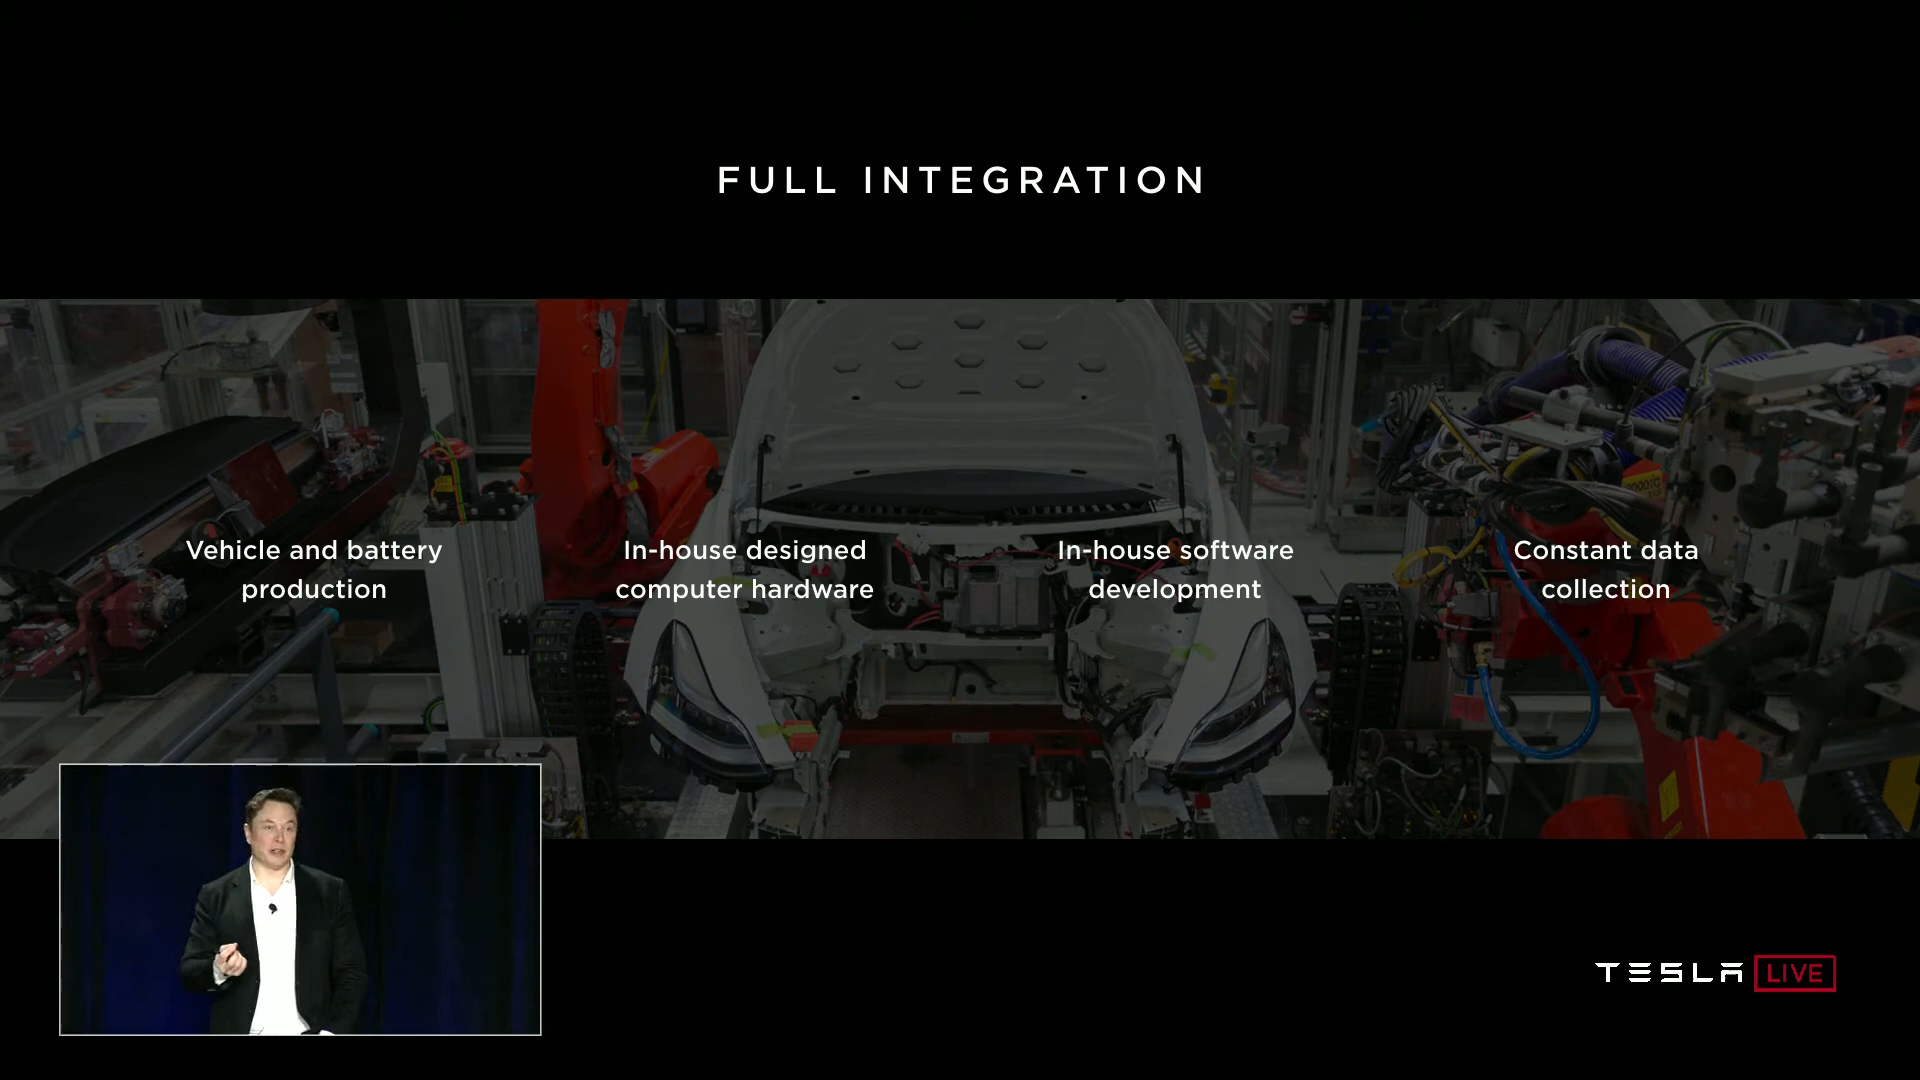 FULL INTEGRATION
Vehicle and battery
production
In-house designed
computer hardware
In-house software
development
Constant data
collection
TESLA LIVE